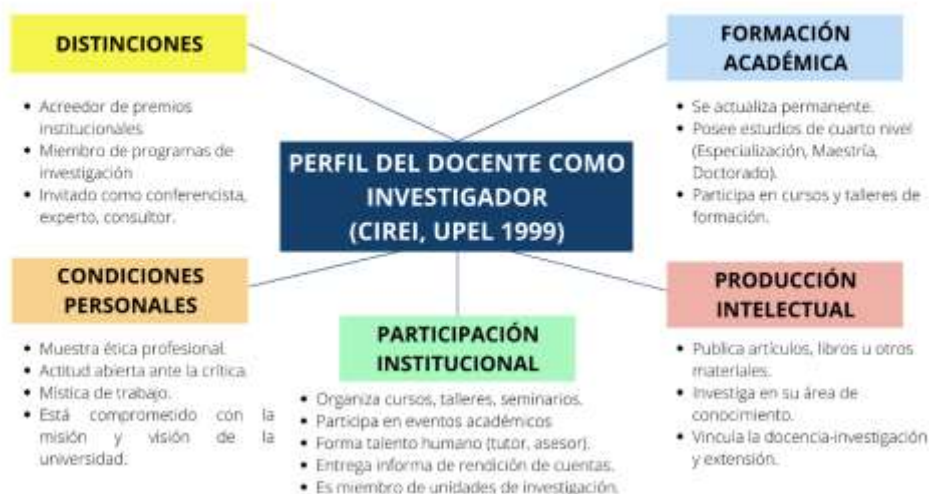 DISTINCIONES
• Acreedor de premios
institucionales
• Miembro de programas de
investigación
• Invitado como conferencista,
experto, consultor.
FORMACIÓN
ACADÉMICA
• Se actualiza permanente.
• Posee estudios de cuarto nivel
(Especialización, Maestría,
Doctorado).
• Participa en cursos y talleres de
formación.
PERFIL DEL DOCENTE COMO
INVESTIGADOR
(CIREI, UPEL 1999)
CONDICIONES
PERSONALES
• Muestra ética profesional.
• Actitud abierta ante la crítica.
• Mística de trabajo.
• Está comprometido con la
misión y visión de la
universidad.
PARTICIPACIÓN
INSTITUCIONAL
• Organiza cursos, talleres, seminarios.
• Participa en eventos académicos
• Forma talento humano (tutor, asesor).
• Entrega informa de rendición de cuentas.
• Es miembro de unidades de investigación.
PRODUCCIÓN
INTELECTUAL
• Publica artículos, libros u otros
materiales.
• Investiga en su área de
conocimiento.
• Vincula la docencia-investigación
y extensión.